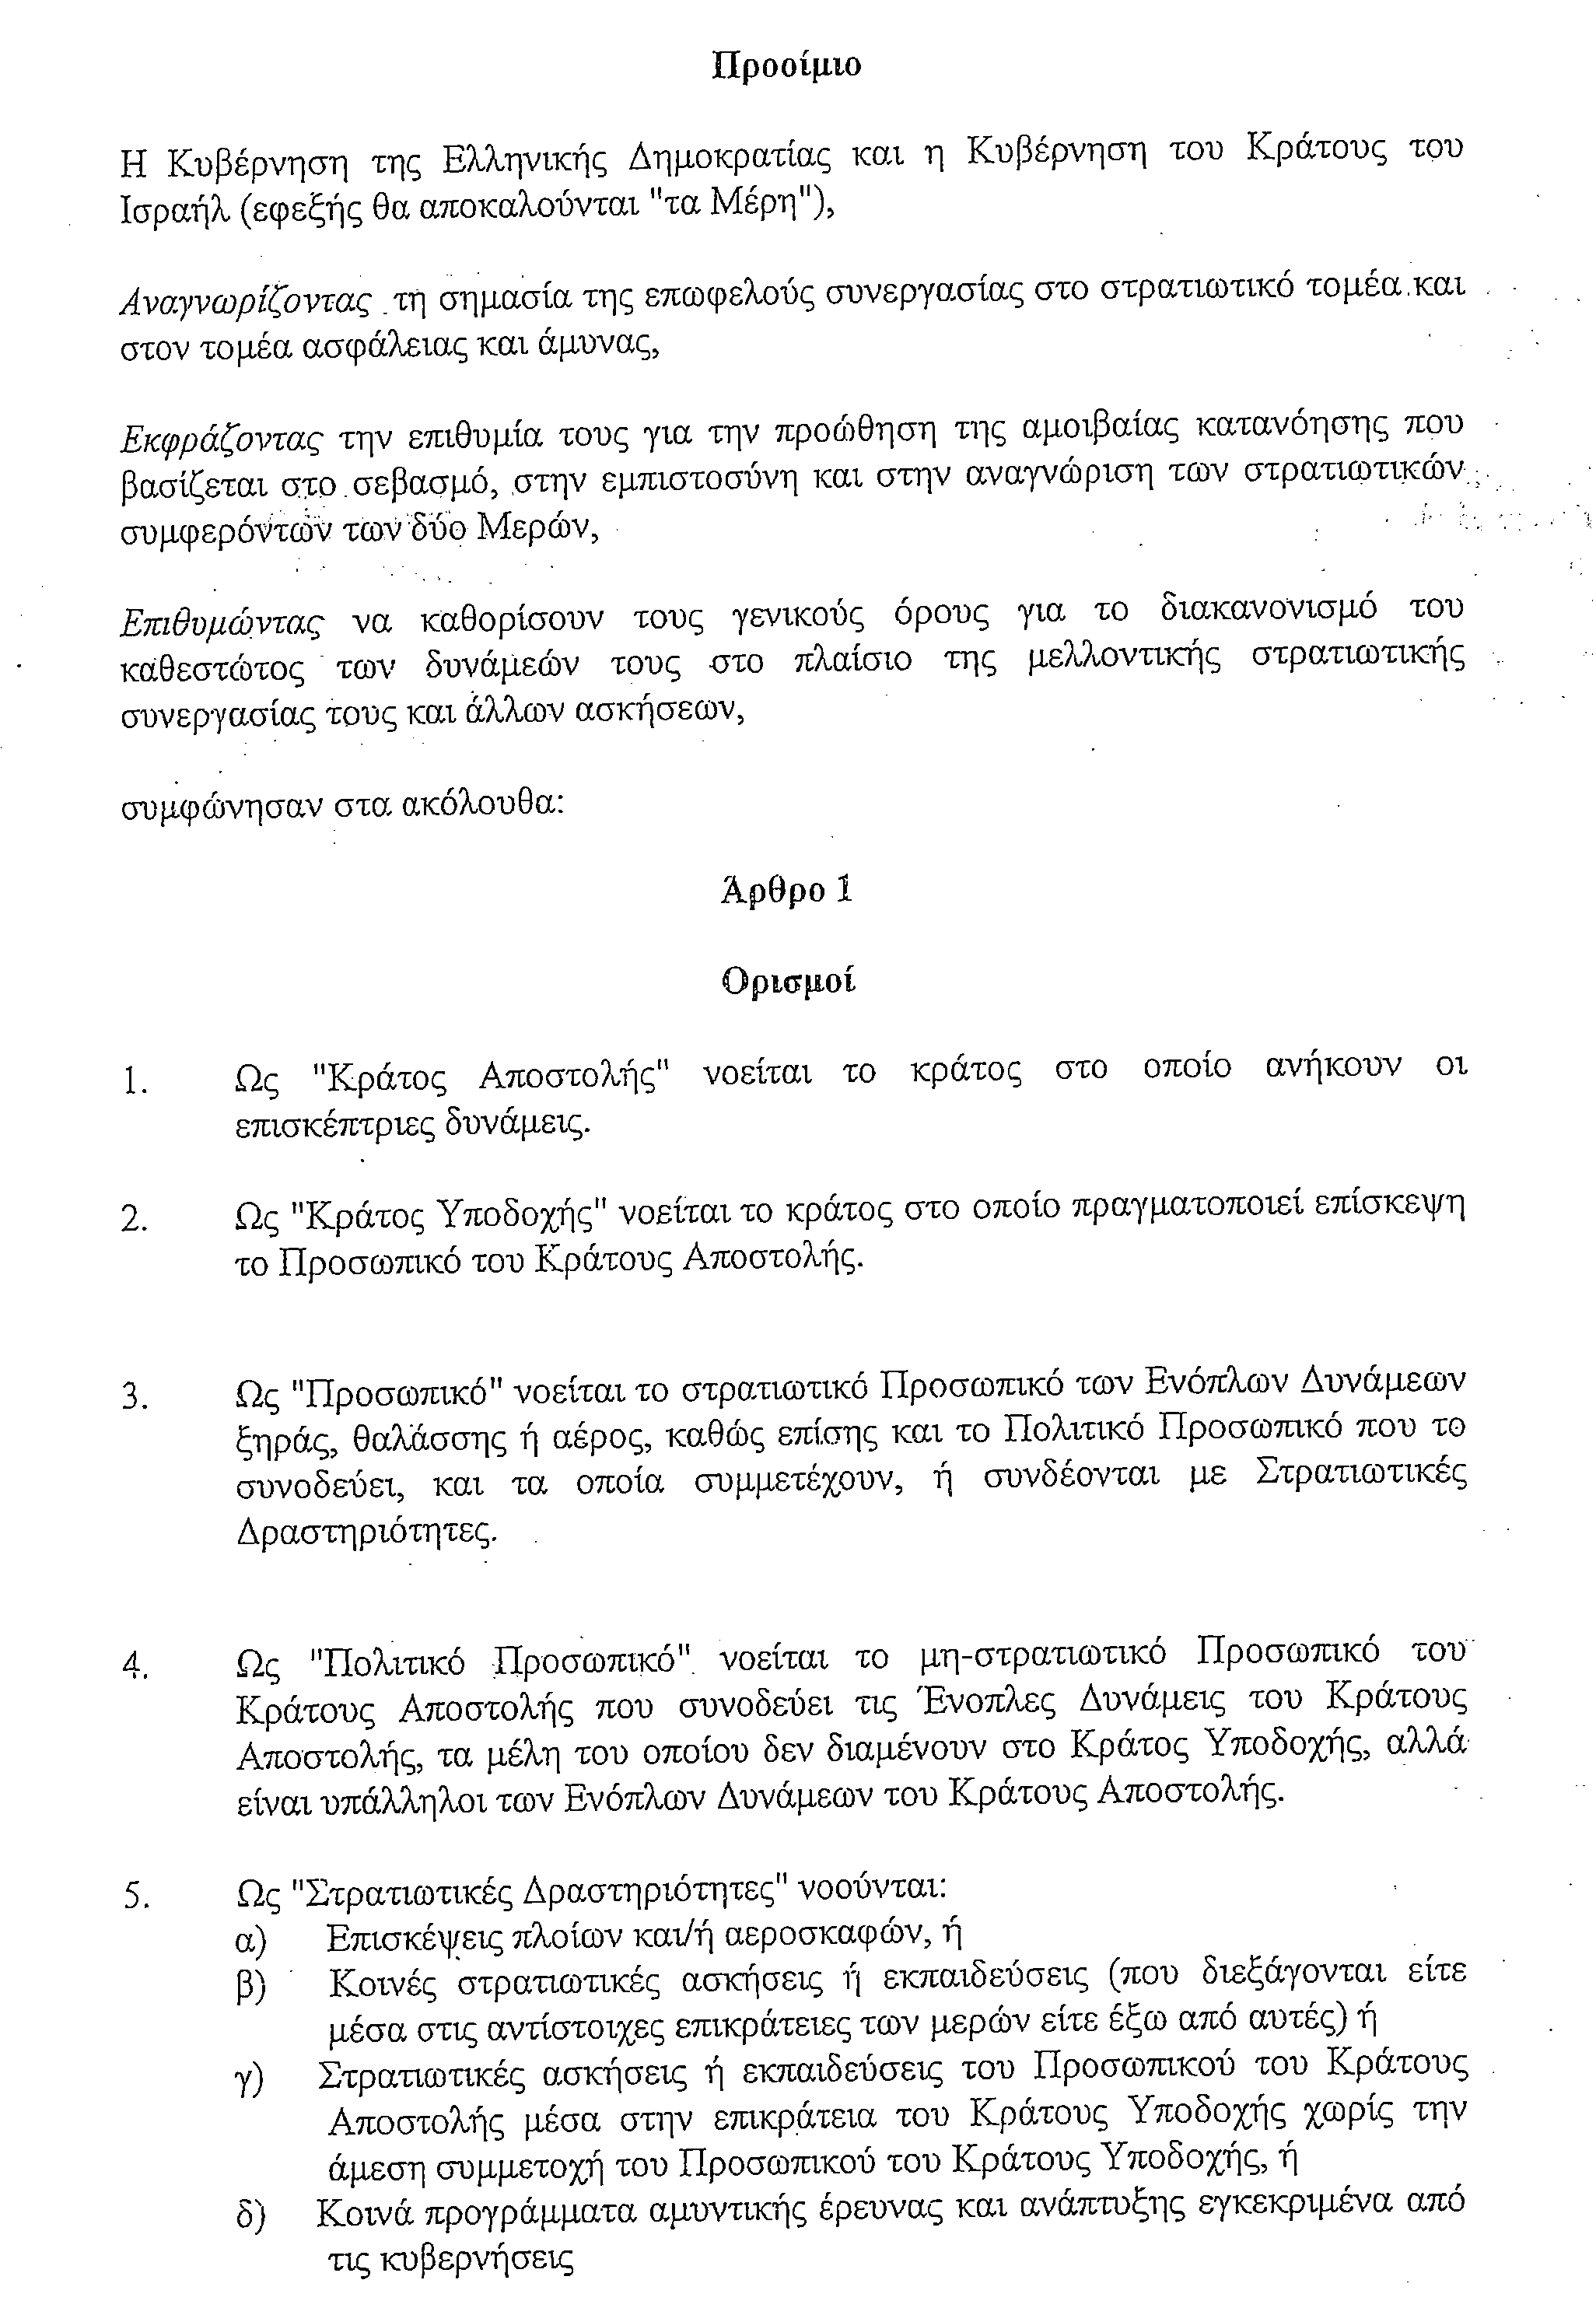 Προοίμιο
Η Κυβέρνηση της Ελληνικής Δημοκρατίας και η Κυβέρνηση του Κράτους του
Ισραήλ (εφεξής θα αποκαλούνται "τα Μέρη"),
Αναγνωρίζοντας τη σημασία της επωφελούς συνεργασίας στο στρατιωτικό τομέα και
στον τομέα ασφάλειας και άμυνας,
Εκφράζοντας την επιθυμία τους για την προώθηση της αμοιβαίας κατανόησης που
βασίζεται στο σεβασμό, στην εμπιστοσύνη και στην αναγνώριση των στρατιωτικών
συμφερόντων των δύο Μερών,
Επιθυμώντας να καθορίσουν τους γενικούς όρους για το διακανονισμό του
καθεστώτος των δυνάμεών τους στο πλαίσιο της μελλοντικής στρατιωτικής
συνεργασίας τους και άλλων ασκήσεων,
συμφώνησαν στα ακόλουθα:
Άρθρο 1
Ορισμοί
1. Ως "Κράτος Αποστολής" νοείται το κράτος στο οποίο ανήκουν οι
επισκέπτριες δυνάμεις.
2. Ως "Κράτος Υποδοχής" νοείται το κράτος στο οποίο πραγματοποιεί επίσκεψη
το Προσωπικό του Κράτους Αποστολής.
3. Ως "Προσωπικό" νοείται το στρατιωτικό Προσωπικό των Ενόπλων Δυνάμεων
ξηράς, θαλάσσης ή αέρος, καθώς επίσης και το Πολιτικό Προσωπικό που το
συνοδεύει, και τα οποία συμμετέχουν, ή συνδέονται με Στρατιωτικές
Δραστηριότητες.
4. Ως "Πολιτικό Προσωπικό" νοείται το μη-στρατιωτικό Προσωπικό του
Κράτους Αποστολής που συνοδεύει τις Ένοπλες Δυνάμεις του Κράτους
Αποστολής, τα μέλη του οποίου δεν διαμένουν στο Κράτος Υποδοχής, αλλά
είναι υπάλληλοι των Ενόπλων Δυνάμεων του Κράτους Αποστολής.
5. Ως "Στρατιωτικές Δραστηριότητες" νοούνται:
α) Επισκέψεις πλοίων και/ή αεροσκαφών, ή
β) Κοινές στρατιωτικές ασκήσεις ή εκπαιδεύσεις (που διεξάγονται είτε
μέσα στις αντίστοιχες επικράτειες των μερών είτε έξω από αυτές) ή
γ) Στρατιωτικές ασκήσεις ή εκπαιδεύσεις του Προσωπικού του Κράτους
Αποστολής μέσα στην επικράτεια του Κράτους Υποδοχής χωρίς την
άμεση συμμετοχή του Προσωπικού του Κράτους Υποδοχής, ή
δ) Κοινά προγράμματα αμυντικής έρευνας και ανάπτυξης εγκεκριμένα από
τις κυβερνήσεις